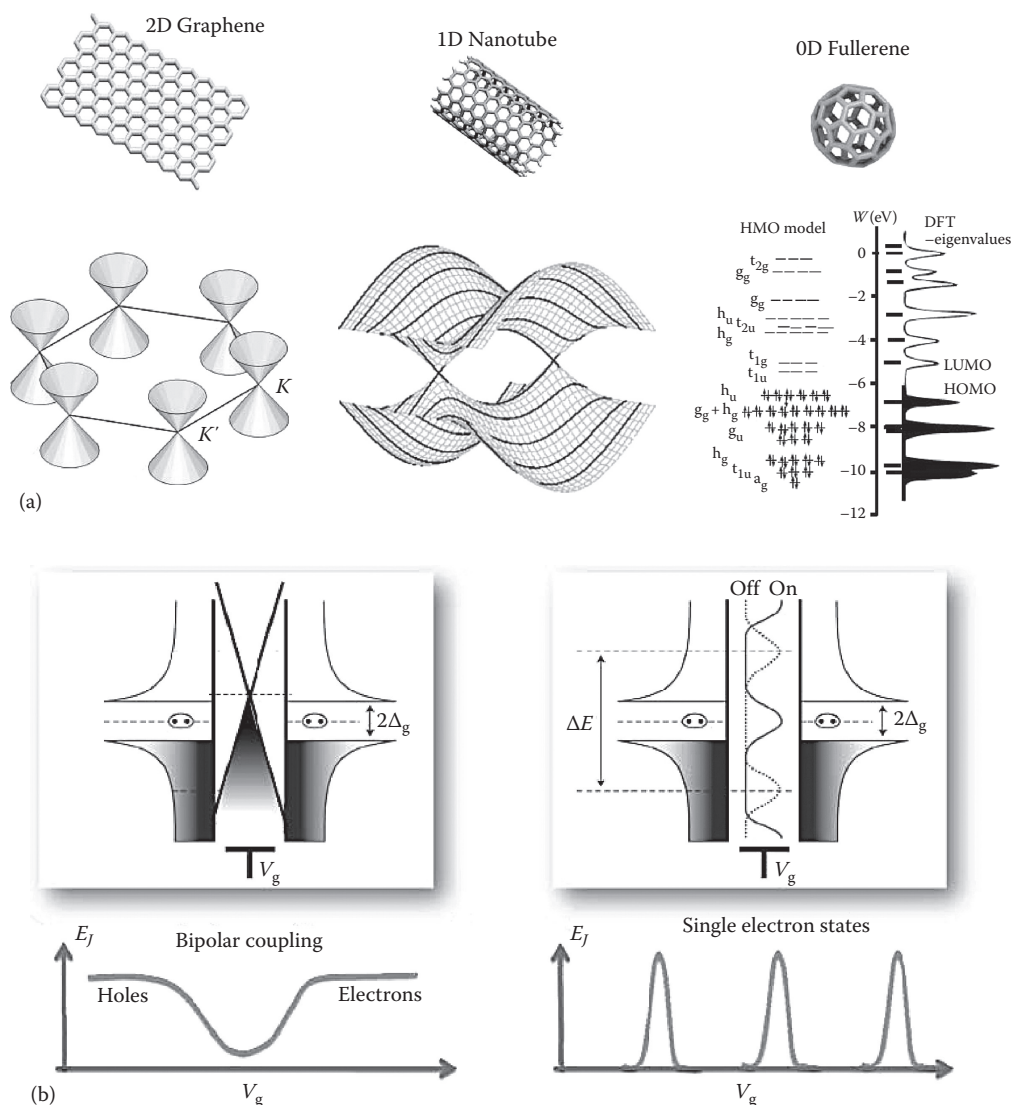 2D Graphene
1D Nanotube
0D Fullerene
K
K′
HMO model
W (eV)
DFT
–eigenvalues
t2g
gg
gg
hu t2u
hg
t1g
t1u
hu
gg + hg
gu
hg
t1u ag
0
–2
–4
–6
–8
–10
–12
LUMO
HOMO
(a)
2Δg
Vg
Off On
ΔE
2Δg
Vg
EJ
Bipolar coupling
Holes
Electrons
Vg
EJ
Single electron states
Vg
(b)